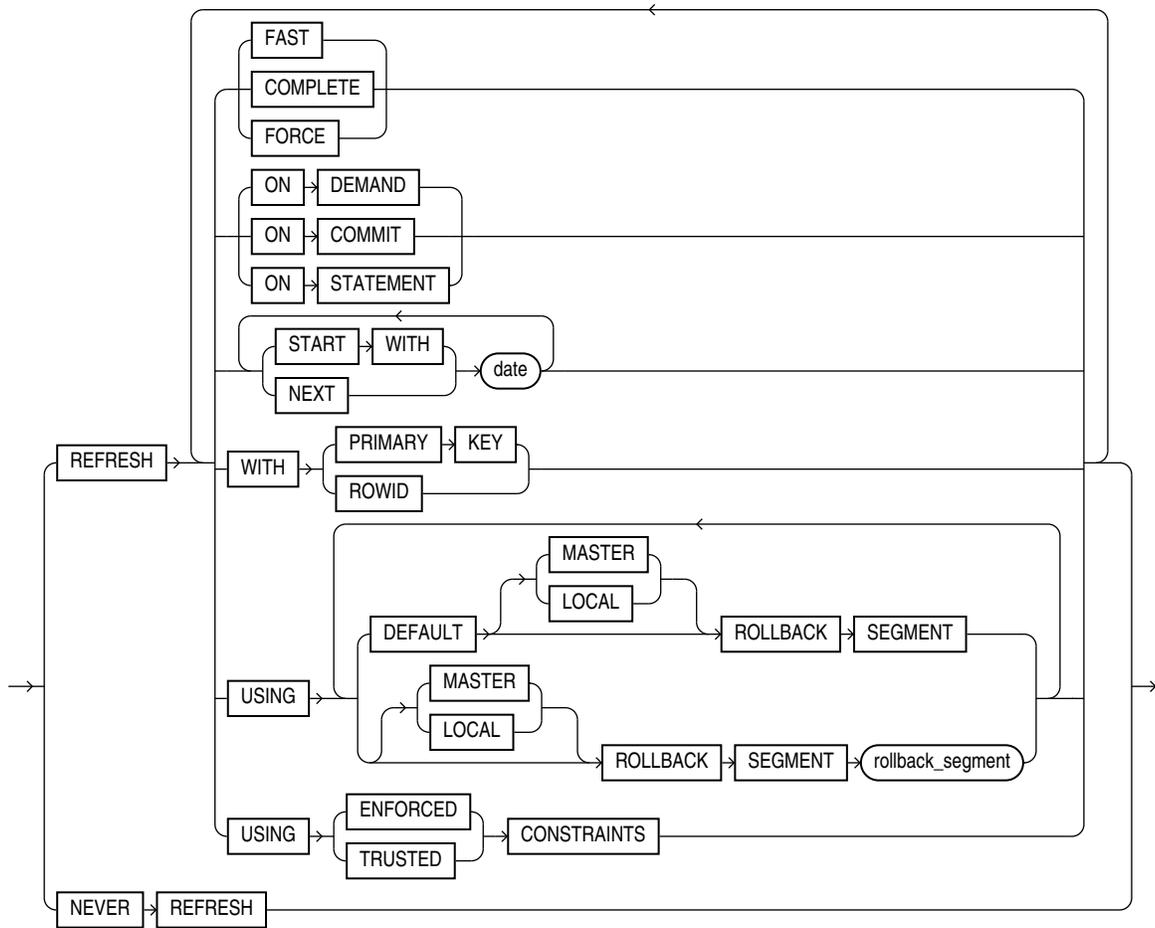 FAST
COMPLETE
FORCE
ON DEMAND
ON COMMIT
ON STATEMENT
START WITH
date
NEXT
PRIMARY KEY
REFRESH
WITH
ROWID
MASTER
LOCAL
DEFAULT ROLLBACK SEGMENT
MASTER
USING
LOCAL
ROLLBACK SEGMENT rollback_segment
ENFORCED
USING CONSTRAINTS
TRUSTED
NEVER REFRESH